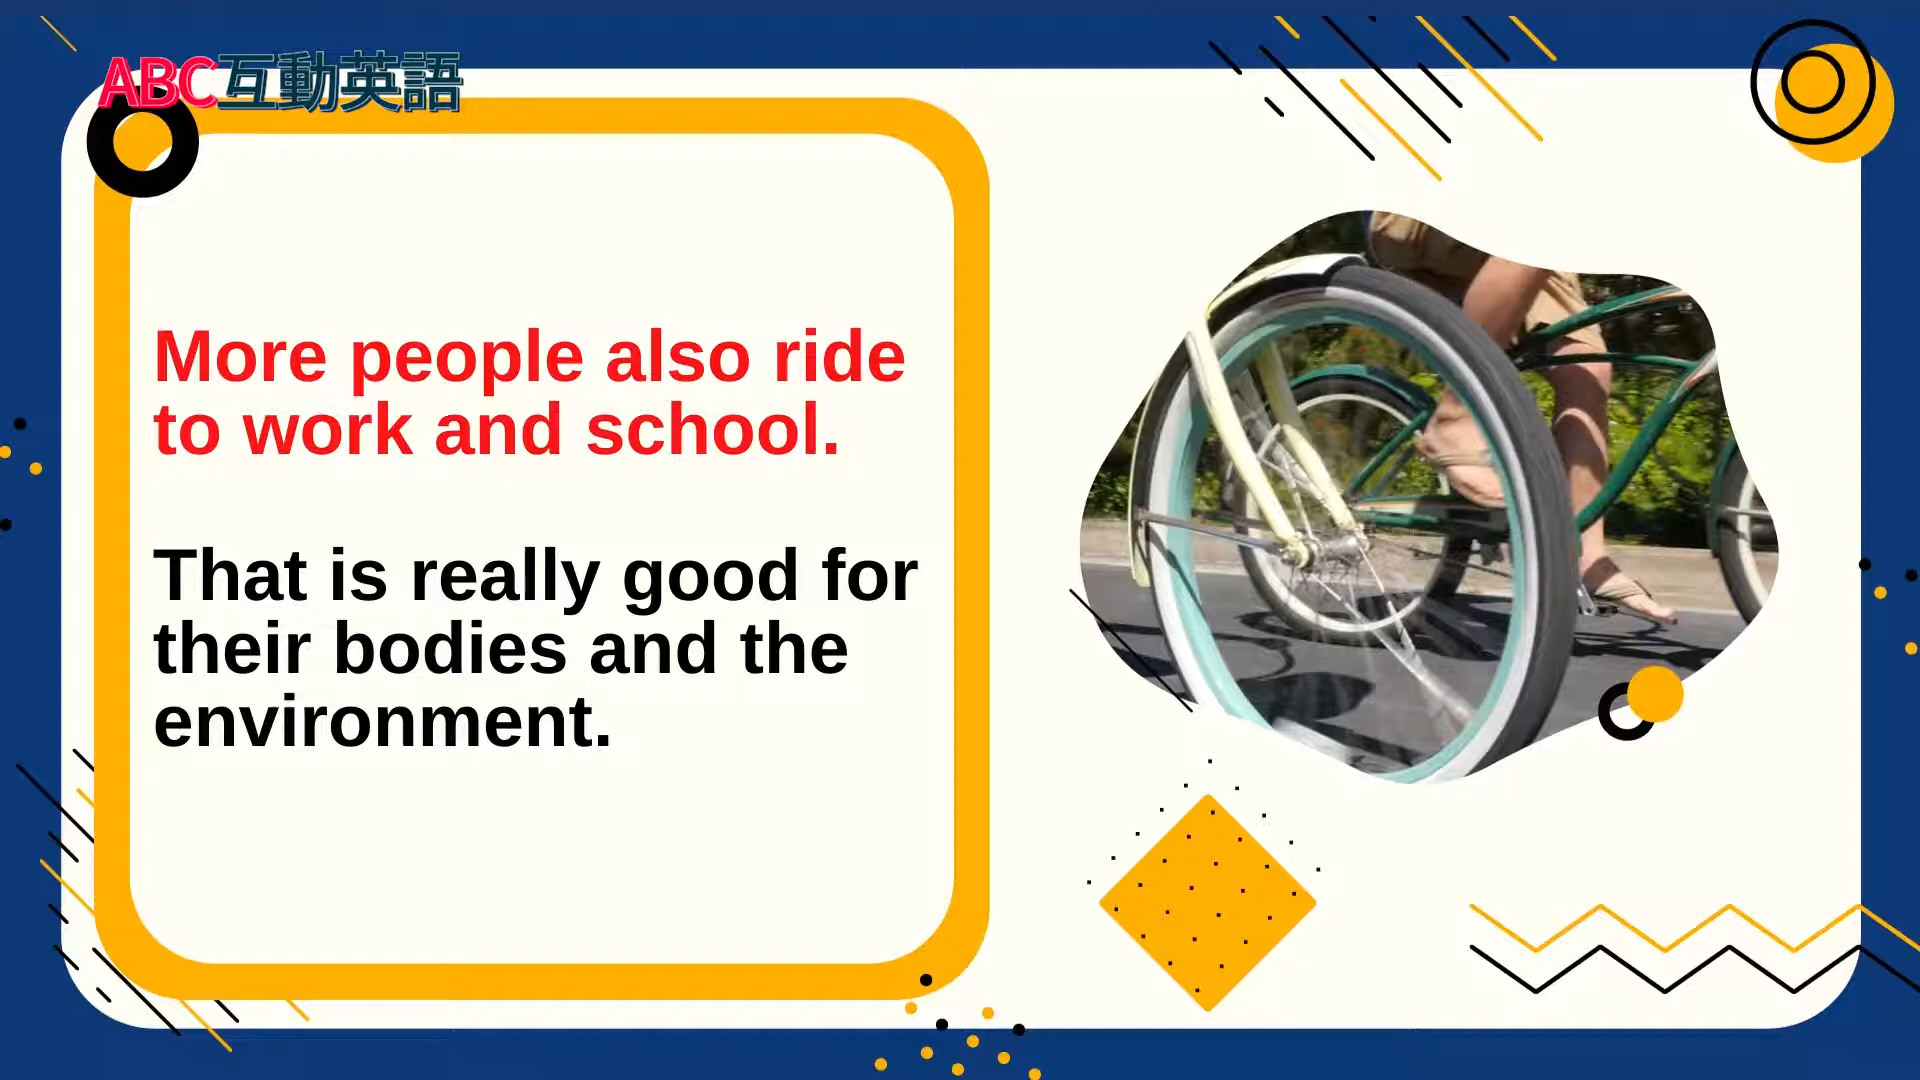 ABC互動英語
More people also ride
to work and school.
That is really good for
their bodies and the
environment.